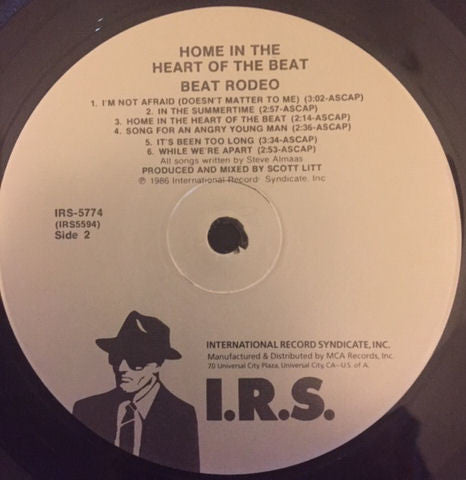 HOME IN THE
HEART OF THE BEAT
BEAT RODEO
1. I'M NOT AFRAID (DOESN'T MATTER TO ME) (3:02-ASCAP)
2. IN THE SUMMERTIME (2:57-ASCAP)
3. HOME IN THE HEART OF THE BEAT (2:14-ASCAP)
4. SONG FOR AN ANGRY YOUNG MAN (2:36-ASCAP)
5. IT'S BEEN TOO LONG (3:34-ASCAP)
6. WHILE WE'RE APART (2:53-ASCAP)
All songs written by Steve Almaas
PRODUCED AND MIXED BY SCOTT LITT
℗ 1986 International Record Syndicate, Inc
IRS-5774
(IRS5594)
Side 2
INTERNATIONAL RECORD SYNDICATE, INC.
Manufactured & Distributed by MCA Records, Inc.
70 Universal City Plaza, Universal City, CA-U.S. of A.
I.R.S.